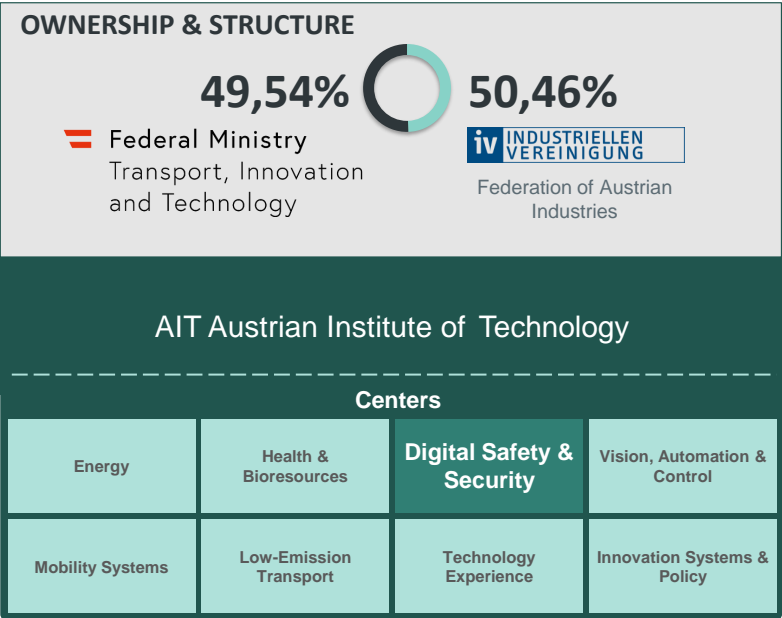 OWNERSHIP & STRUCTURE
49,54%
50,46%
Federal Ministry
Transport, Innovation
and Technology
iv INDUSTRIELLEN
VEREINIGUNG
Federation of Austrian
Industries
AIT Austrian Institute of Technology
Centers
Energy
Health &
Bioresources
Digital Safety &
Security
Vision, Automation &
Control
Mobility Systems
Low-Emission
Transport
Technology
Experience
Innovation Systems &
Policy